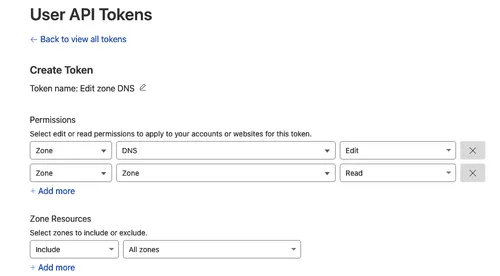 User API Tokens
← Back to view all tokens
Create Token
Token name: Edit zone DNS
Permissions
Select edit or read permissions to apply to your accounts or websites for this token.
Zone DNS Edit
Zone Zone Read
+ Add more
Zone Resources
Select zones to include or exclude.
Include All zones
+ Add more